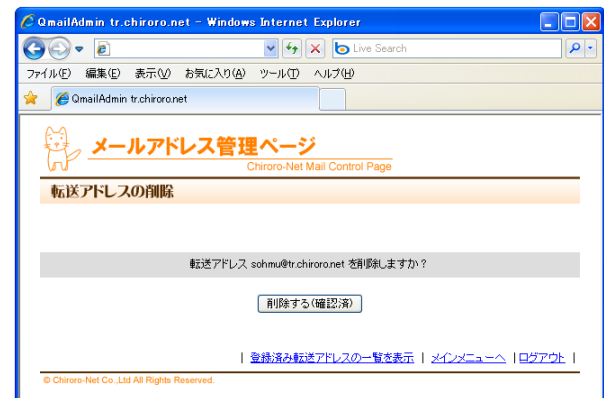 QmailAdmin tr.chiroro.net - Windows Internet Explorer
Live Search
ファイル(F) 編集(E) 表示(V) お気に入り(A) ツール(T) ヘルプ(H)
QmailAdmin tr.chiroro.net
メールアドレス管理ページ
Chiroro-Net Mail Control Page
転送アドレスの削除
転送アドレス sohmu@tr.chiroro.net を削除しますか？
削除する(確認済)
| 登録済み転送アドレスの一覧を表示 | メインメニューへ | ログアウト |
© Chiroro-Net Co.,Ltd All Rights Reserved.